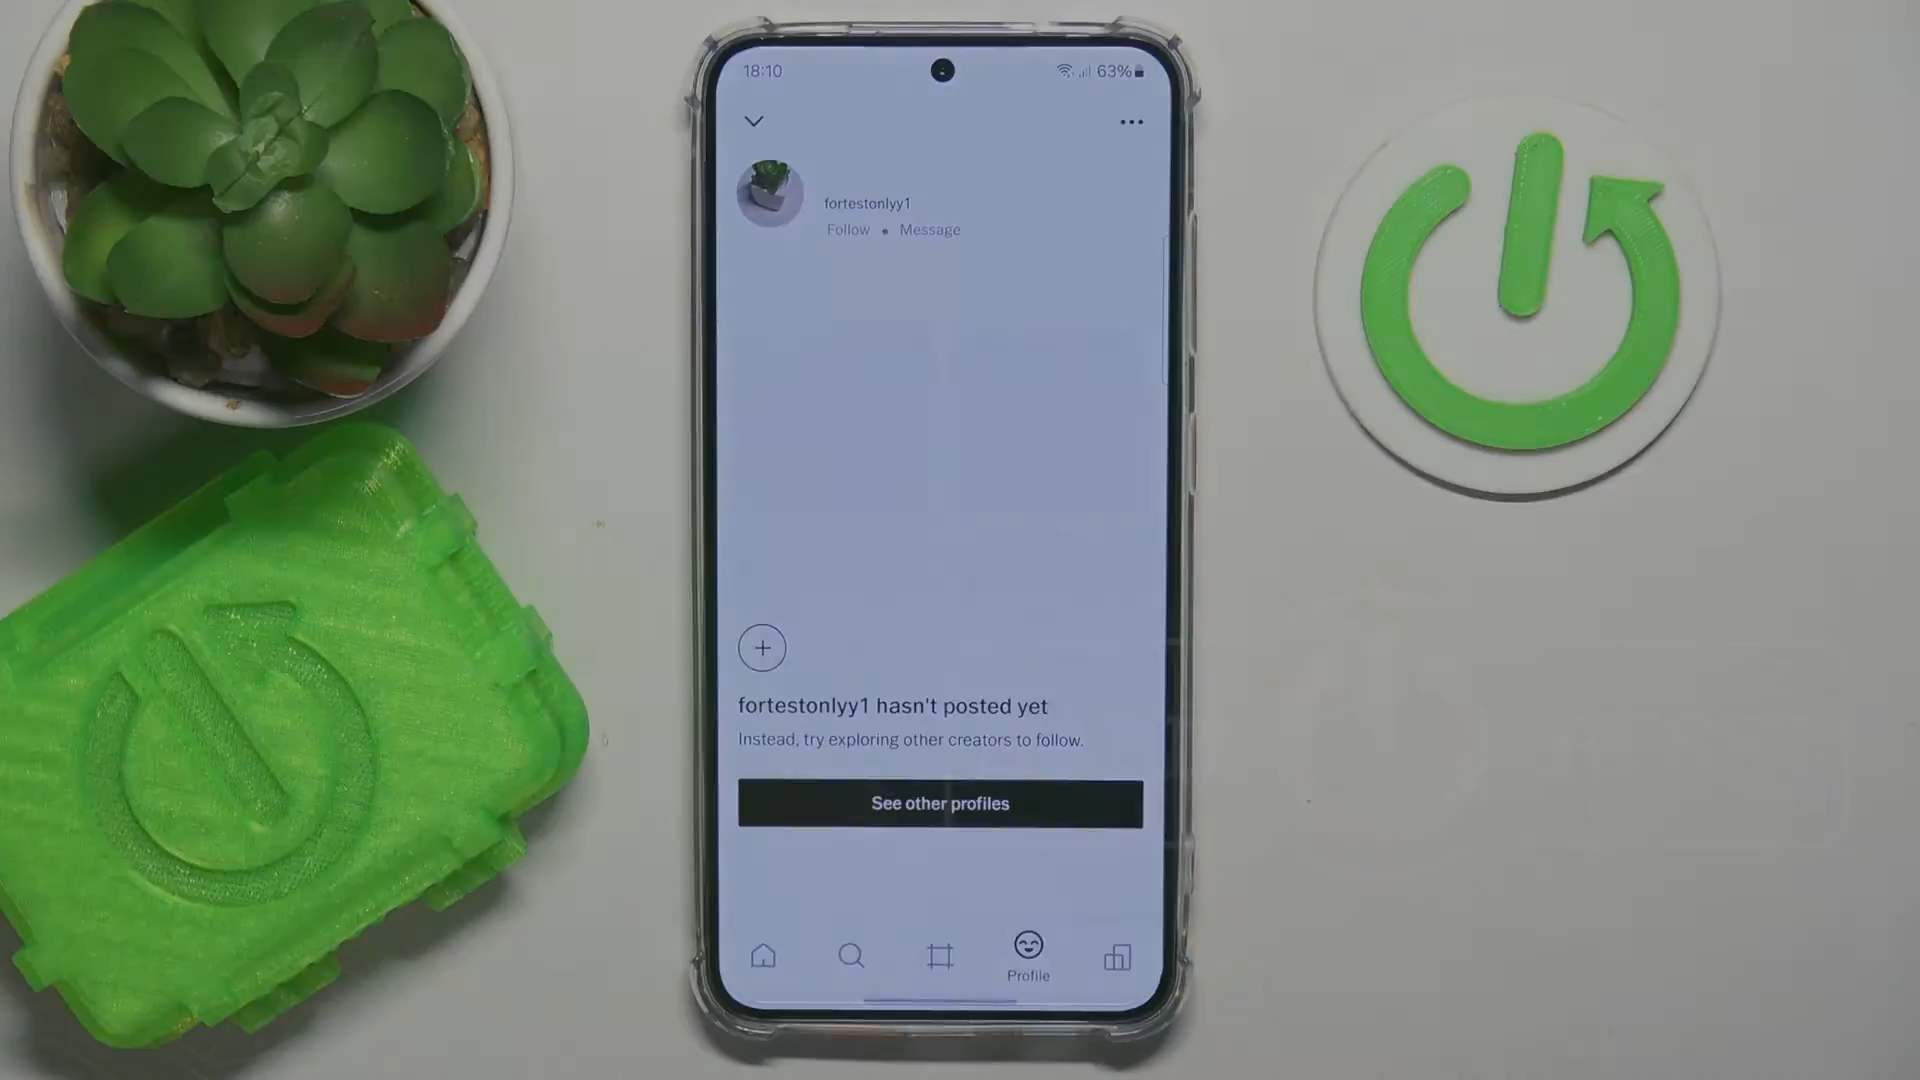 18:10
63%
fortestonlyy1
Follow • Message
fortestonlyy1 hasn't posted yet
Instead, try exploring other creators to follow.
See other profiles
Profile